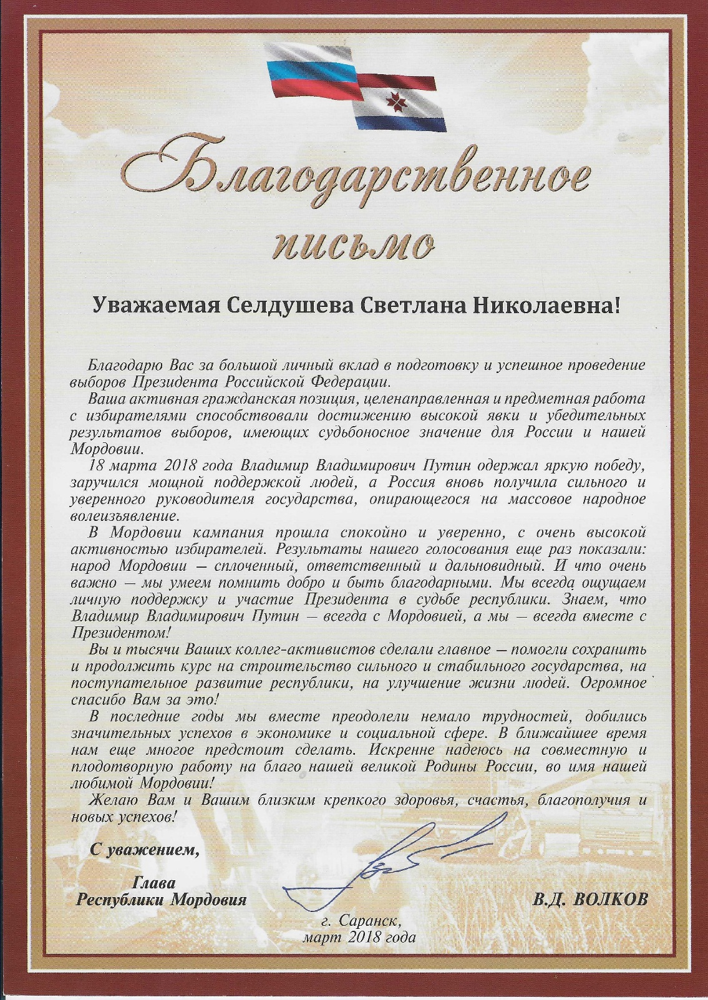 Благодарственное
письмо
Уважаемая Селдушева Светлана Николаевна!
Благодарю Вас за большой личный вклад в подготовку и успешное проведение
выборов Президента Российской Федерации.
Ваша активная гражданская позиция, целенаправленная и предметная работа
с избирателями способствовали достижению высокой явки и убедительных
результатов выборов, имеющих судьбоносное значение для России и нашей
Мордовии.
18 марта 2018 года Владимир Владимирович Путин одержал яркую победу,
заручился мощной поддержкой людей, а Россия вновь получила сильного и
уверенного руководителя государства, опирающегося на массовое народное
волеизъявление.
В Мордовии кампания прошла спокойно и уверенно, с очень высокой
активностью избирателей. Результаты нашего голосования еще раз показали:
народ Мордовии – сплоченный, ответственный и дальновидный. И что очень
важно – мы умеем помнить добро и быть благодарными. Мы всегда ощущаем
личную поддержку и участие Президента в судьбе республики. Знаем, что
Владимир Владимирович Путин – всегда с Мордовией, а мы – всегда вместе с
Президентом!
Вы и тысячи Ваших коллег-активистов сделали главное – помогли сохранить
и продолжить курс на строительство сильного и стабильного государства, на
поступательное развитие республики, на улучшение жизни людей. Огромное
спасибо Вам за это!
В последние годы мы вместе преодолели немало трудностей, добились
значительных успехов в экономике и социальной сфере. В ближайшее время
нам еще многое предстоит сделать. Искренне надеюсь на совместную и
плодотворную работу на благо нашей великой Родины России, во имя нашей
любимой Мордовии!
Желаю Вам и Вашим близким крепкого здоровья, счастья, благополучия и
новых успехов!
С уважением,
Глава
Республики Мордовия
В.Д. ВОЛКОВ
г. Саранск,
март 2018 года